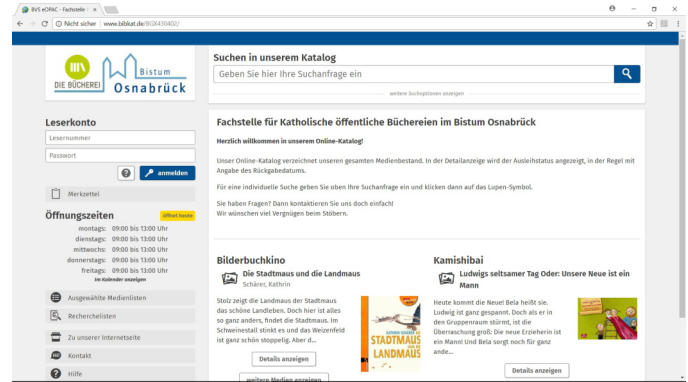 BVS eOPAC - Fachstelle f
Nicht sicher | www.bibkat.de/BGX430402/
DIE BÜCHEREI
Bistum
Osnabrück
Suchen in unserem Katalog
Geben Sie hier Ihre Suchanfrage ein
weitere Suchoptionen anzeigen
Leserkonto
Lesernummer
Passwort
? anmelden
Merkzettel
Öffnungszeiten
öffnet heute
montags: 09:00 bis 13:00 Uhr
dienstags: 09:00 bis 13:00 Uhr
mittwochs: 09:00 bis 13:00 Uhr
donnerstags: 09:00 bis 13:00 Uhr
freitags: 09:00 bis 13:00 Uhr
Im Kalender anzeigen
Ausgewählte Medienlisten
Recherchelisten
Zu unserer Internetseite
Kontakt
Hilfe
Fachstelle für Katholische öffentliche Büchereien im Bistum Osnabrück
Herzlich willkommen in unserem Online-Katalog!
Unser Online-Katalog verzeichnet unseren gesamten Medienbestand. In der Detailanzeige wird der Ausleihstatus angezeigt, in der Regel mit
Angabe des Rückgabedatums.
Für eine individuelle Suche geben Sie oben Ihre Suchanfrage ein und klicken dann auf das Lupen-Symbol.
Sie haben Fragen? Dann kontaktieren Sie uns doch einfach!
Wir wünschen viel Vergnügen beim Stöbern.
Bilderbuchkino
Die Stadtmaus und die Landmaus
Schärer, Kathrin
Stolz zeigt die Landmaus der Stadtmaus
das schöne Landleben. Doch hier ist alles
so ganz anders, findet die Stadtmaus. Im
Schweinestall stinkt es und das Weizenfeld
ist ganz schön stoppelig. Aber d...
STADTMAUS
LANDMAUS
Details anzeigen
weitere Medien anzeigen
Kamishibai
Ludwigs seltsamer Tag Oder: Unsere Neue ist ein
Mann
Heute kommt die Neue! Bela heißt sie.
Ludwig ist ganz gespannt. Doch als er in
den Gruppenraum stürmt, ist die
Überraschung groß: Die neue Erzieherin ist
ein Mann! Und Bela sorgt noch für ganz
ande...
Details anzeigen